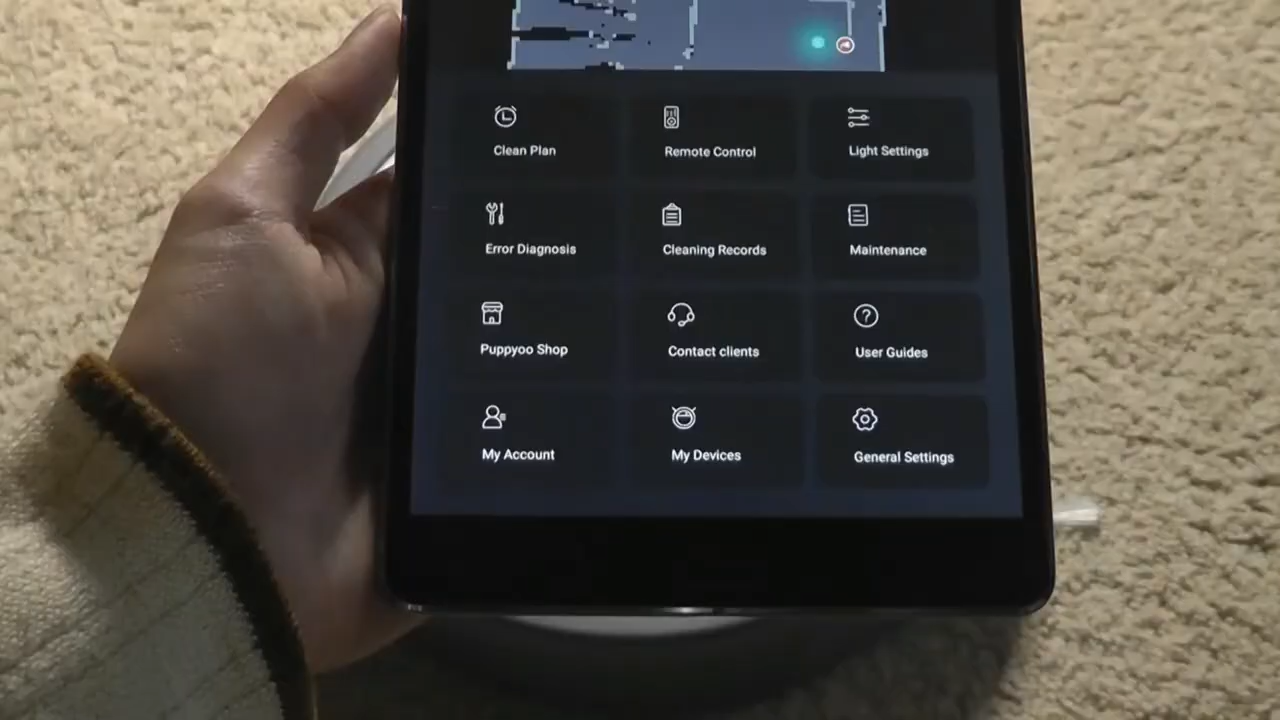 Clean Plan
Remote Control
Light Settings
Error Diagnosis
Cleaning Records
Maintenance
Puppyoo Shop
Contact clients
User Guides
My Account
My Devices
General Settings